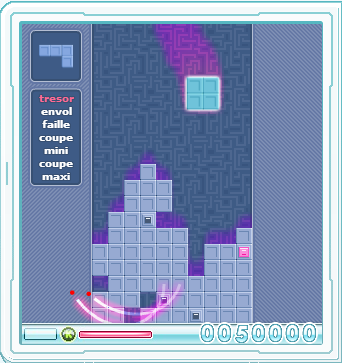 tresor
envol
faille
coupe
mini
coupe
maxi
0050000